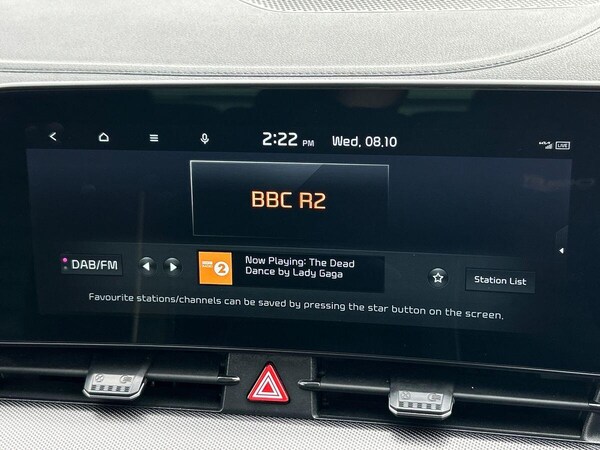 2:22 PM Wed, 08.10 LIVE
BBC R2
DAB/FM
2
Now Playing: The Dead
Dance by Lady Gaga
Station List
Favourite stations/channels can be saved by pressing the star button on the screen.